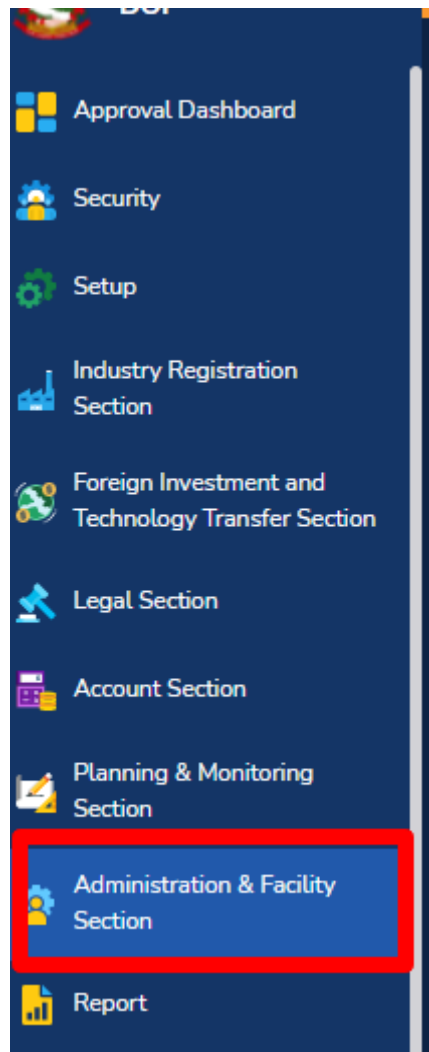 Approval Dashboard
Security
Setup
Industry Registration
Section
Foreign Investment and
Technology Transfer Section
Legal Section
Account Section
Planning & Monitoring
Section
Administration & Facility
Section
Report